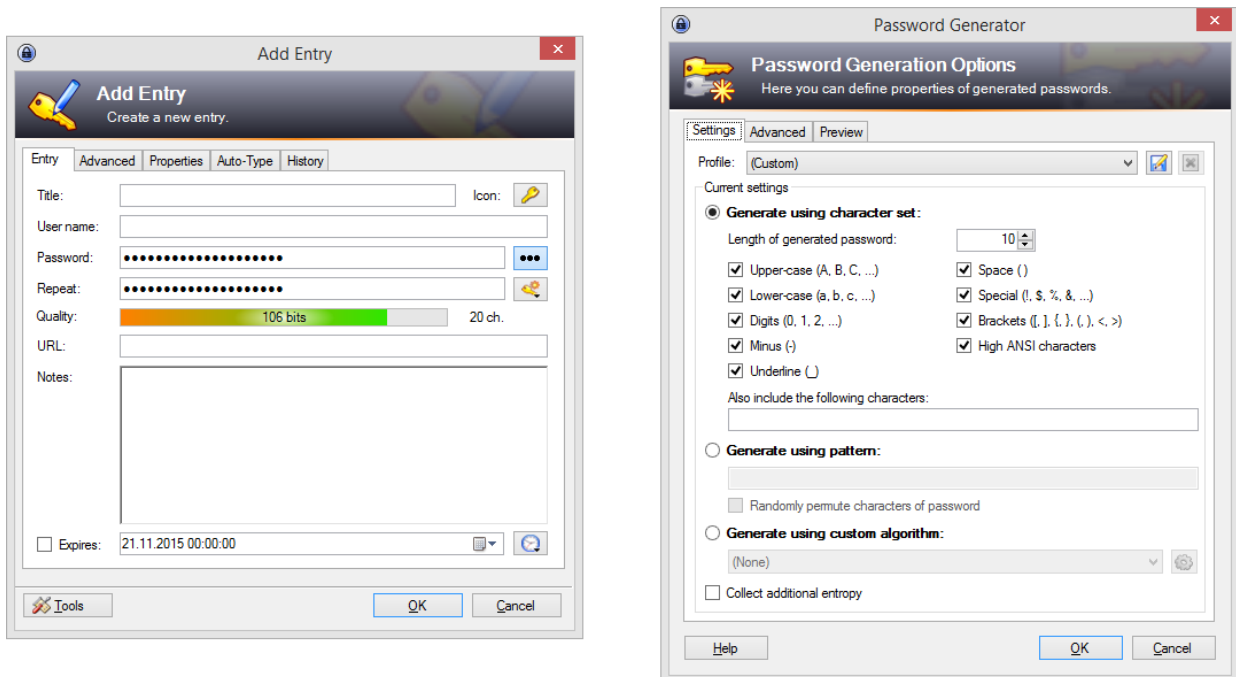 Add Entry
Add Entry
Create a new entry.
Entry Advanced Properties Auto-Type History
Title: Icon:
User name:
Password: ●●●●●●●●●●●●●●●●●●●● ●●●
Repeat: ●●●●●●●●●●●●●●●●●●●●
Quality: 106 bits 20 ch.
URL:
Notes:
Expires: 21.11.2015 00:00:00
Tools OK Cancel
Password Generator
Password Generation Options
Here you can define properties of generated passwords.
Settings Advanced Preview
Profile: (Custom)
Current settings
Generate using character set:
Length of generated password: 10
Upper-case (A, B, C, ...) Space ( )
Lower-case (a, b, c, ...) Special (!, $, %, &, ...)
Digits (0, 1, 2, ...) Brackets ([, ], {, }, (, ), <, >)
Minus (-) High ANSI characters
Underline (_)
Also include the following characters:
Generate using pattern:
Randomly permute characters of password
Generate using custom algorithm:
(None)
Collect additional entropy
Help OK Cancel